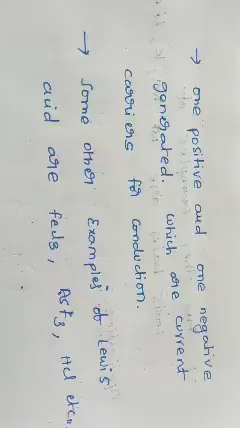 → one positive and one negative
generated. which are current
carriers for conduction.
→ Some other Examples of Lewis
acid are fecl3, AsF3, Hcl etc..